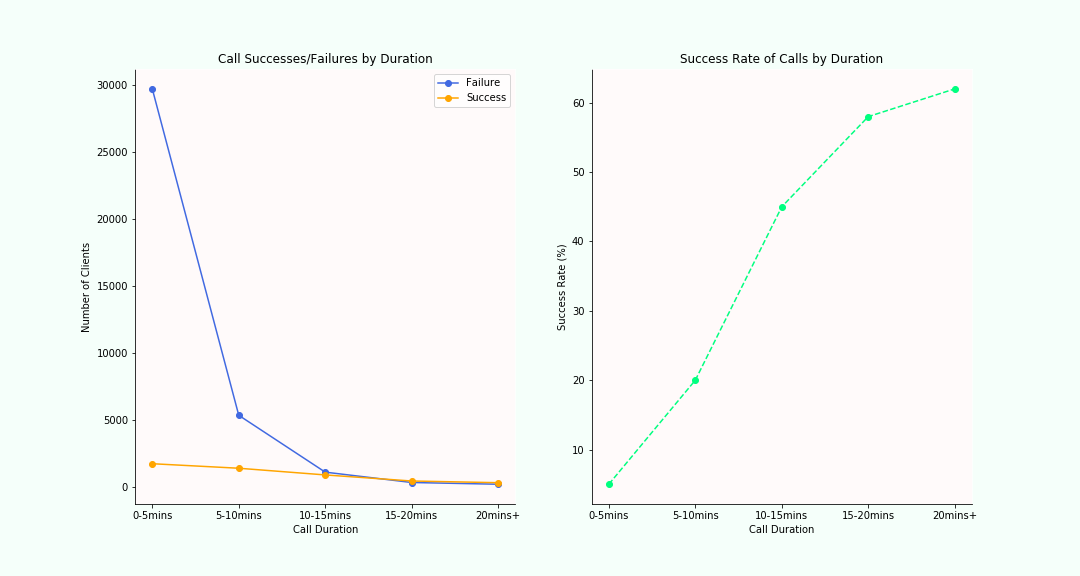 Call Successes/Failures by Duration
Failure
Success
30000
25000
20000
15000
10000
5000
0
Number of Clients
0-5mins 5-10mins 10-15mins 15-20mins 20mins+
Call Duration
Success Rate of Calls by Duration
60
50
40
30
20
10
Success Rate (%)
0-5mins 5-10mins 10-15mins 15-20mins 20mins+
Call Duration